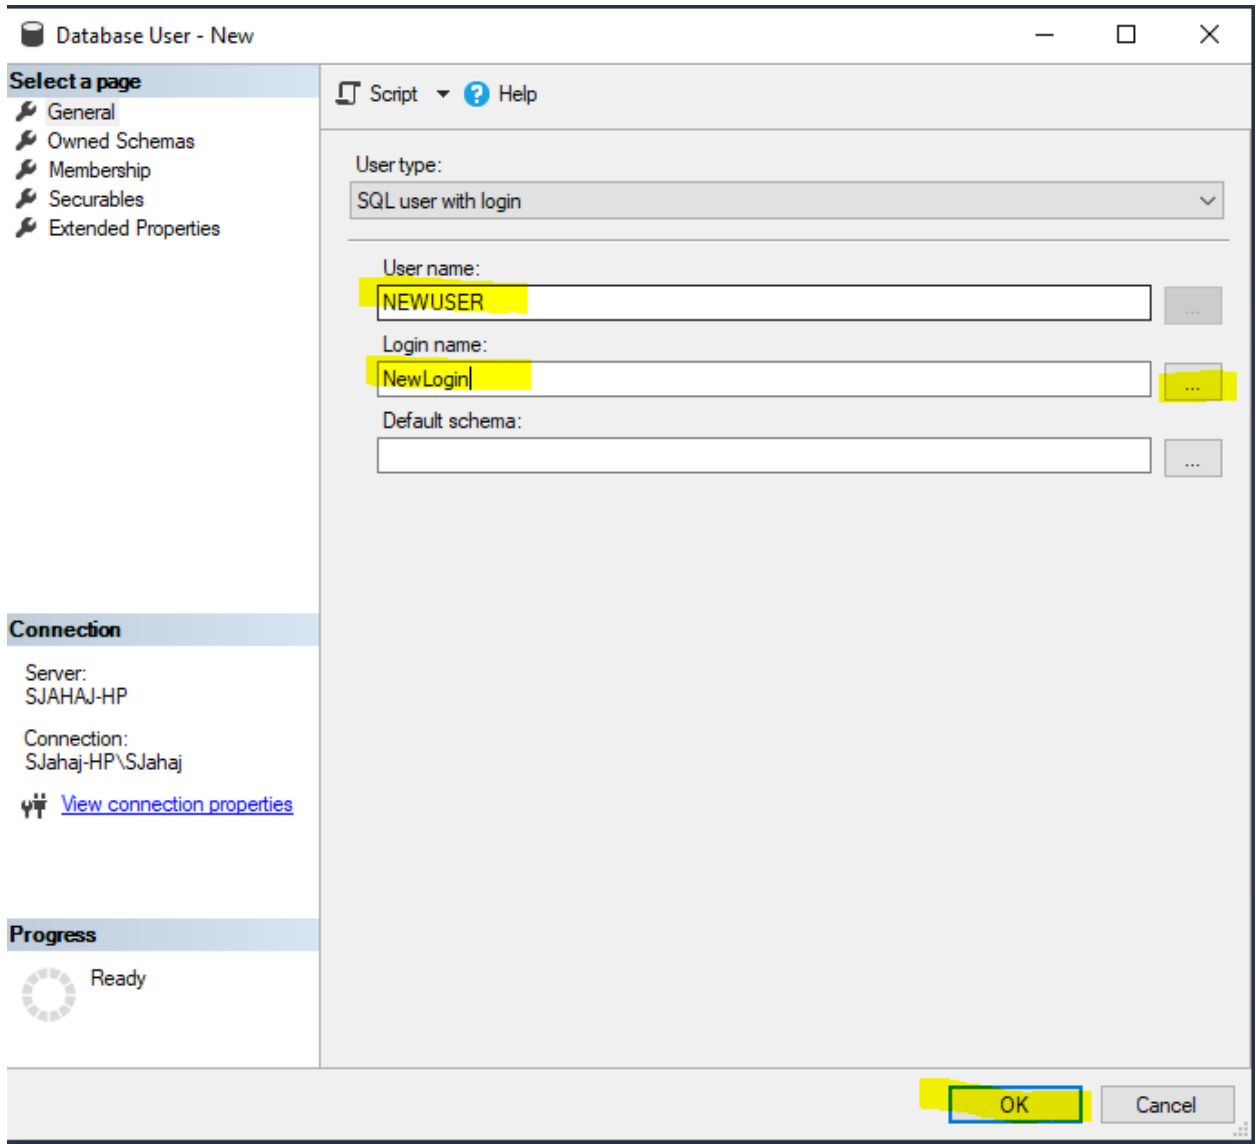 Database User - New
Select a page
General
Owned Schemas
Membership
Securables
Extended Properties
Script
Help
User type:
SQL user with login
User name:
NEWUSER
...
Login name:
NewLogin
...
Default schema:
...
Connection
Server:
SJAHAJ-HP
Connection:
SJahaj-HP\SJahaj
View connection properties
Progress
Ready
OK
Cancel